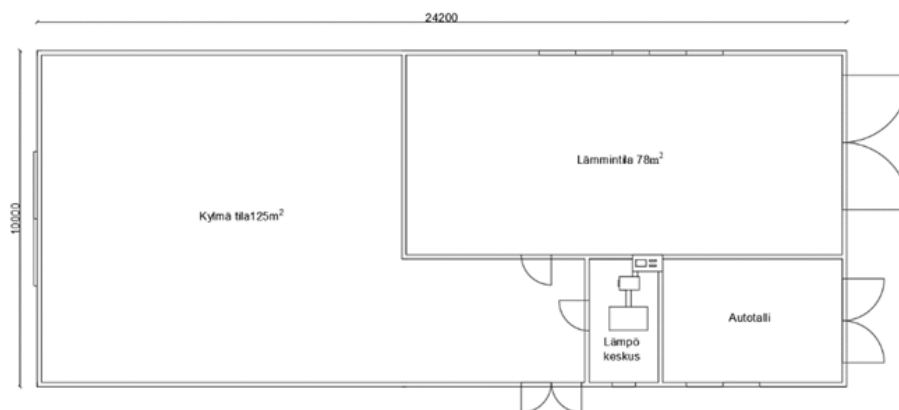 24200
10000
Lämmintila 78m²
Kylmä tila125m²
Autotalli
Lämpö
keskus